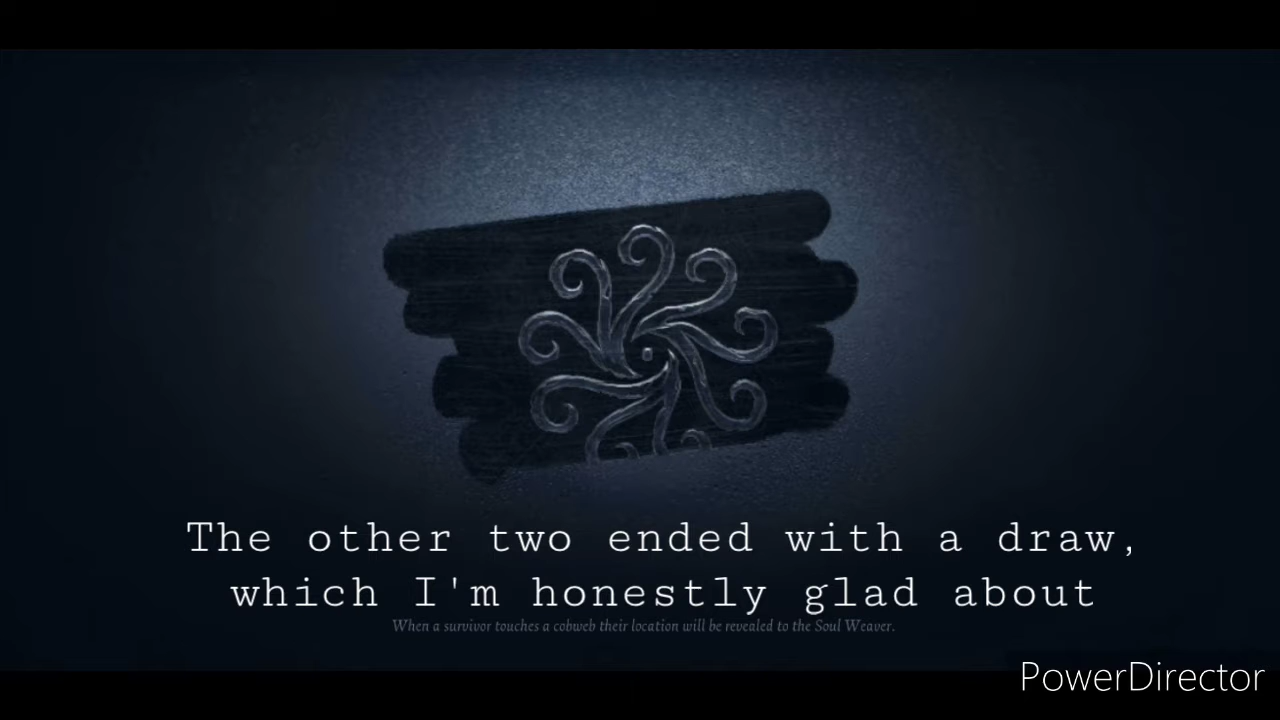 The other two ended with a draw,
which I'm honestly glad about
When a survivor touches a cobweb their location will be revealed to the Soul Weaver.
PowerDirector